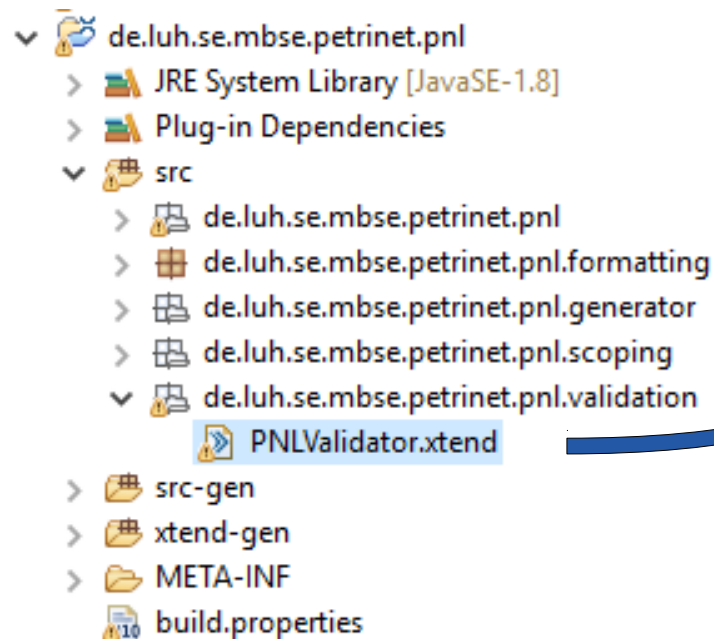 de.luh.se.mbse.petrinet.pnl
JRE System Library [JavaSE-1.8]
Plug-in Dependencies
src
de.luh.se.mbse.petrinet.pnl
de.luh.se.mbse.petrinet.pnl.formatting
de.luh.se.mbse.petrinet.pnl.generator
de.luh.se.mbse.petrinet.pnl.scoping
de.luh.se.mbse.petrinet.pnl.validation
PNLValidator.xtend
src-gen
xtend-gen
META-INF
build.properties